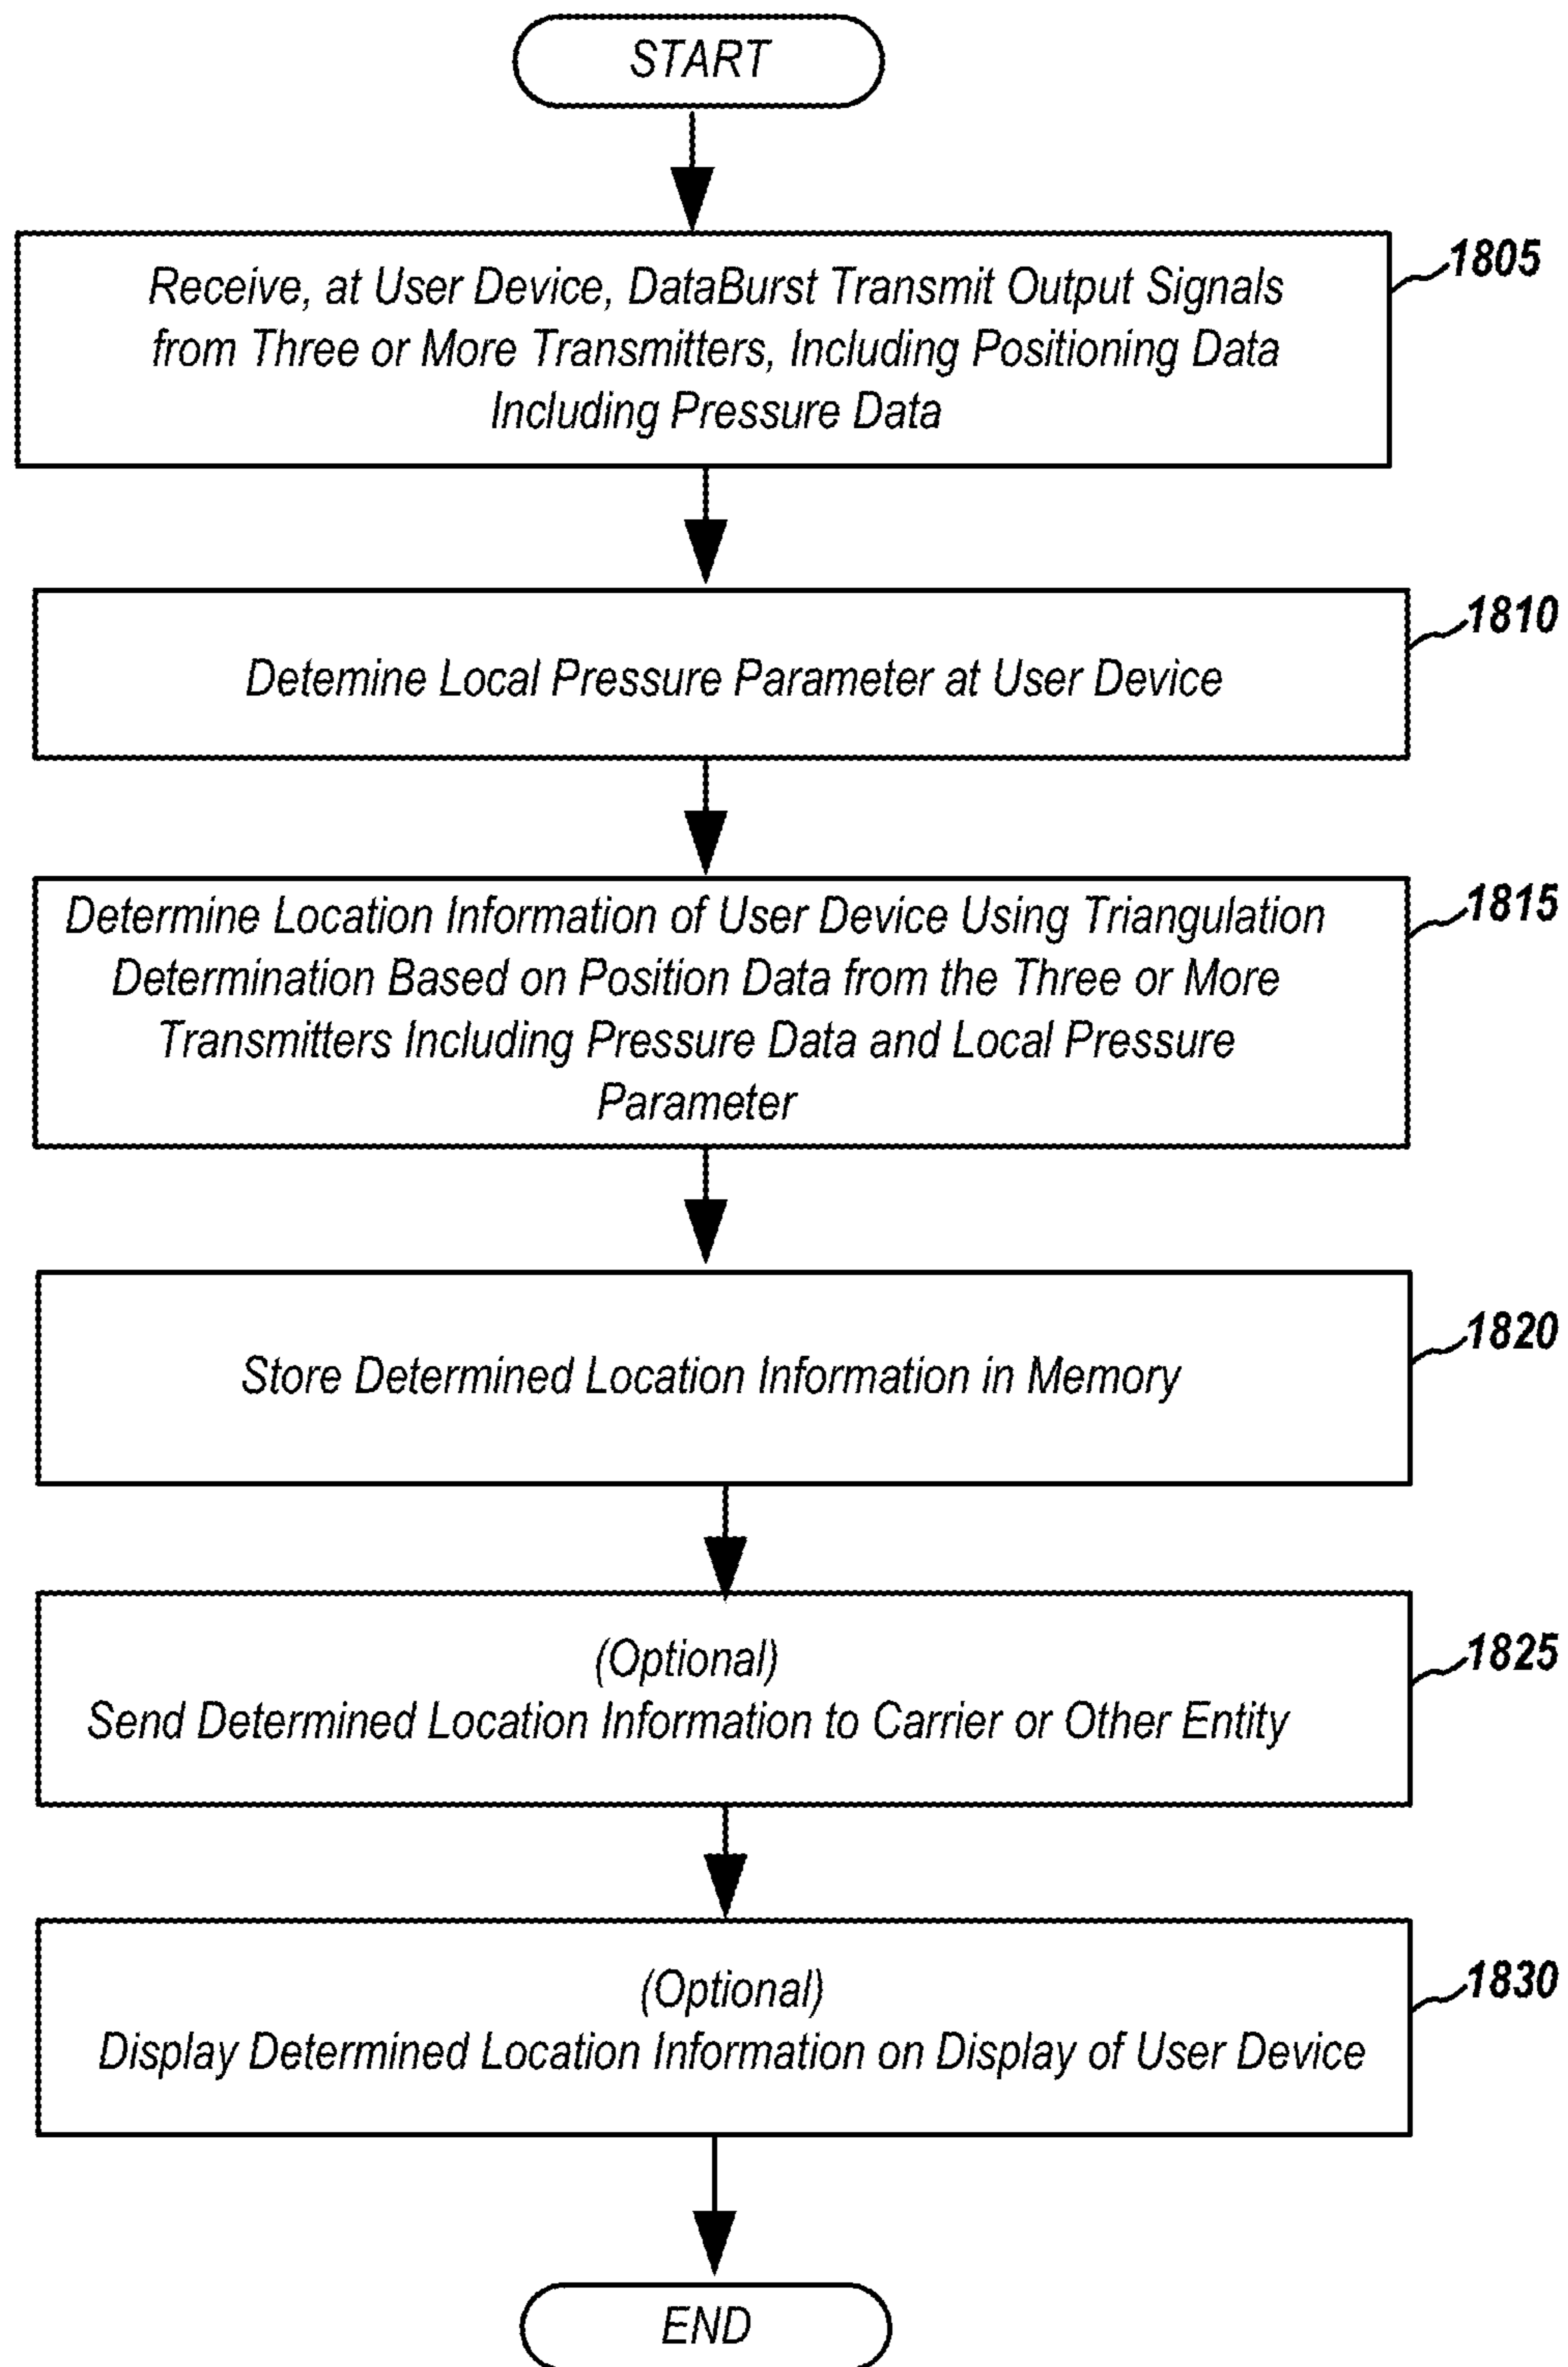 START
Receive, at User Device, DataBurst Transmit Output Signals
from Three or More Transmitters, Including Positioning Data
Including Pressure Data
1805
Detemine Local Pressure Parameter at User Device
1810
Determine Location Information of User Device Using Triangulation
Determination Based on Position Data from the Three or More
Transmitters Including Pressure Data and Local Pressure
Parameter
1815
Store Determined Location Information in Memory
1820
(Optional)
Send Determined Location Information to Carrier or Other Entity
1825
(Optional)
Display Determined Location Information on Display of User Device
1830
END